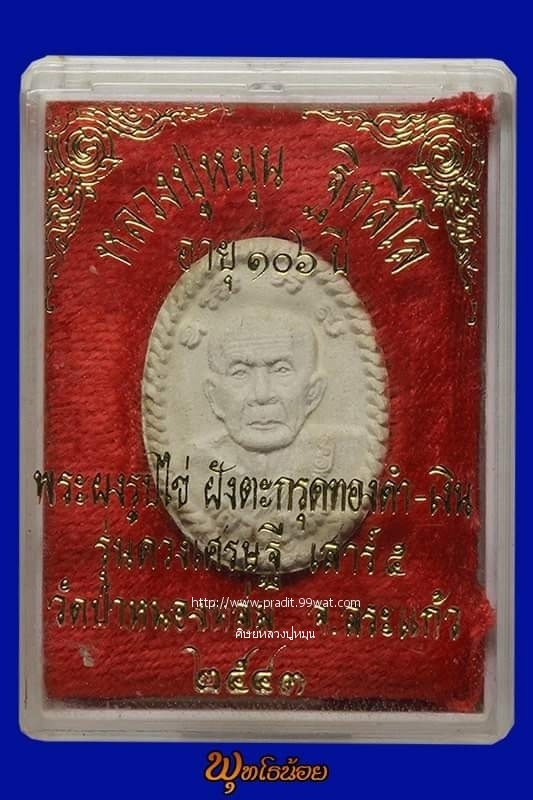 หลวงปู่หมุน ฐิตสีโล
อายุ ๑๐๖ ปี
พระผงรูปไข่ ฝังตะกรุดทองคำ-เงิน
รุ่นดวงเศรษฐี เสาร์ ๕
http://www.pradit.99wat.com
วัดป่าหนองหล่ม จ.สระแก้ว
ศิษยหลวงปู่หมุน
๒๕๔๓
พุทโธน้อย